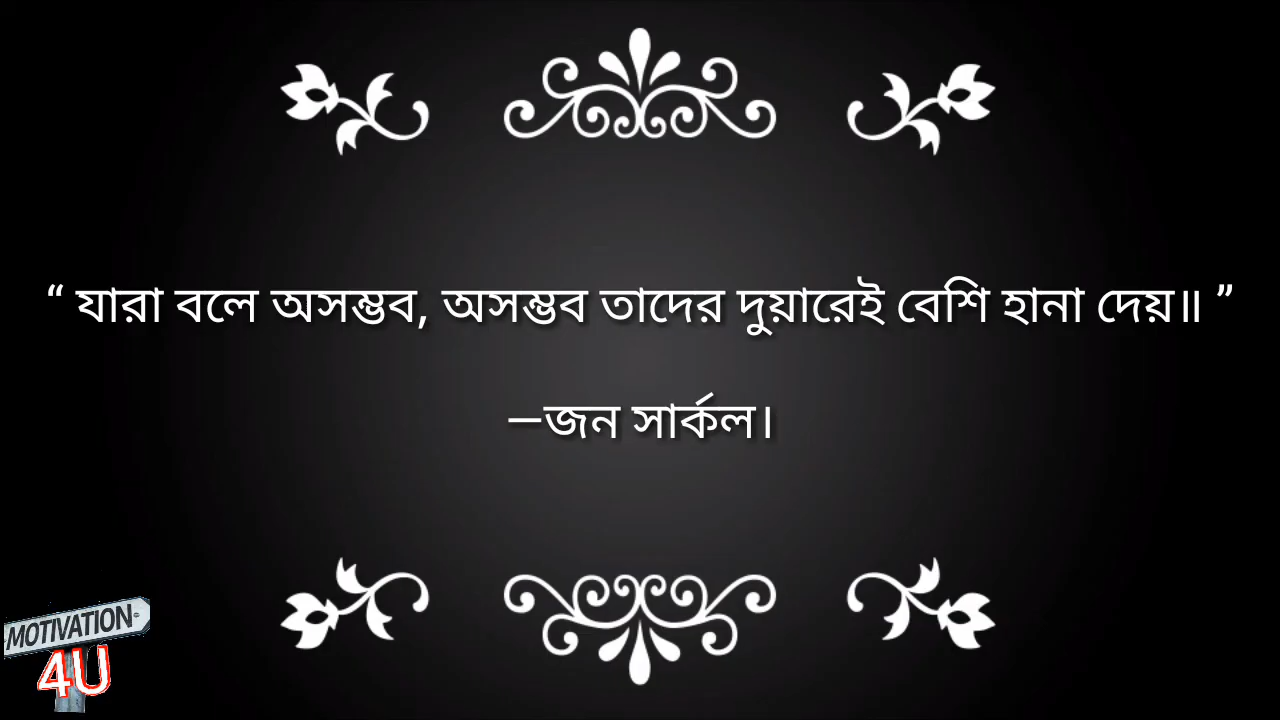 “ যারা বলে অসম্ভব, অসম্ভব তাদের দুয়ারেই বেশি হানা দেয়॥ ”
—জন সার্কল।
MOTIVATION
4U